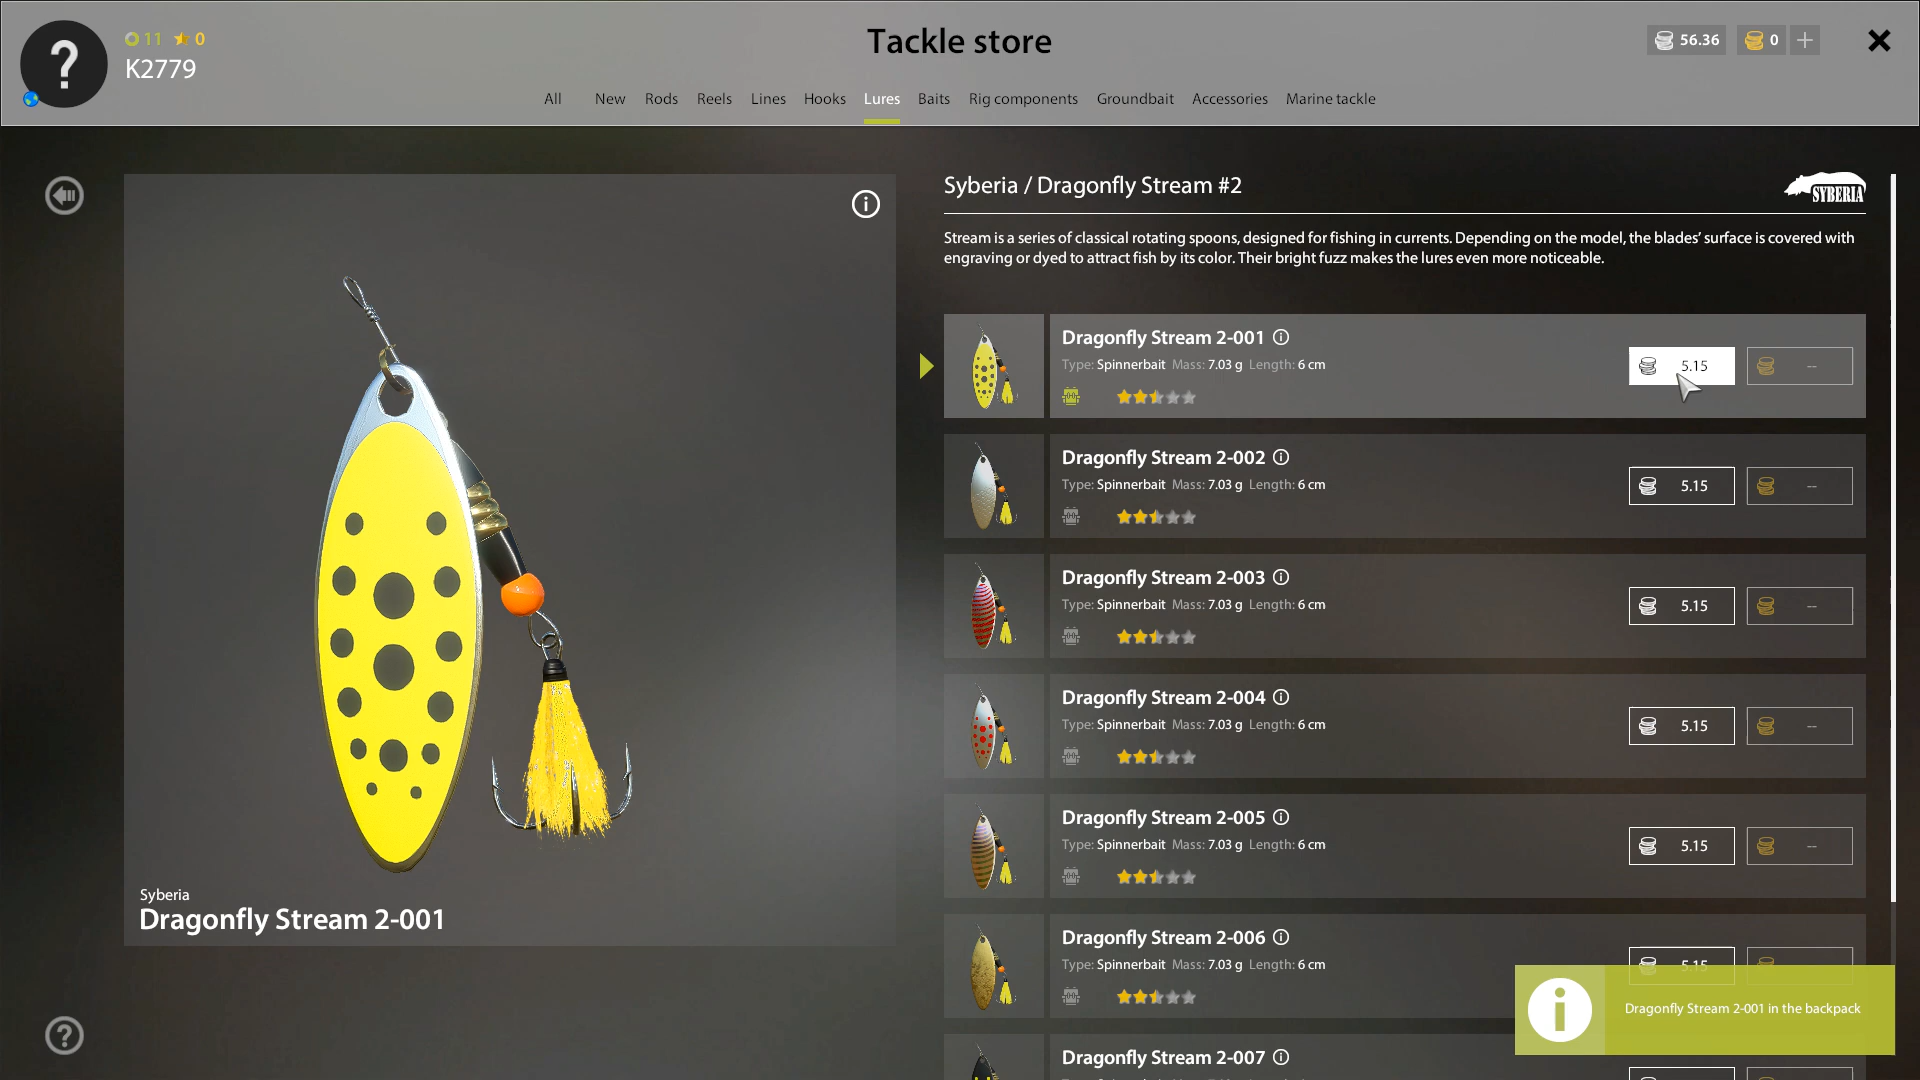 11 0
K2779
Tackle store
56.36 0
All New Rods Reels Lines Hooks Lures Baits Rig components Groundbait Accessories Marine tackle
Syberia
Dragonfly Stream 2-001
Syberia / Dragonfly Stream #2
SYBERIA
Stream is a series of classical rotating spoons, designed for fishing in currents. Depending on the model, the blades' surface is covered with
engraving or dyed to attract fish by its color. Their bright fuzz makes the lures even more noticeable.
Dragonfly Stream 2-001
Type: Spinnerbait Mass: 7.03 g Length: 6 cm
5.15 --
Dragonfly Stream 2-002
Type: Spinnerbait Mass: 7.03 g Length: 6 cm
5.15 --
Dragonfly Stream 2-003
Type: Spinnerbait Mass: 7.03 g Length: 6 cm
5.15 --
Dragonfly Stream 2-004
Type: Spinnerbait Mass: 7.03 g Length: 6 cm
5.15 --
Dragonfly Stream 2-005
Type: Spinnerbait Mass: 7.03 g Length: 6 cm
5.15 --
Dragonfly Stream 2-006
Type: Spinnerbait Mass: 7.03 g Length: 6 cm
5.15
Dragonfly Stream 2-007
Dragonfly Stream 2-001 in the backpack